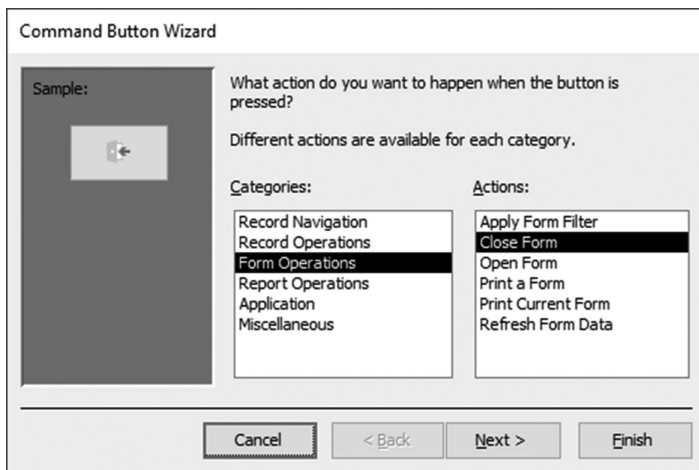 Command Button Wizard
Sample:
What action do you want to happen when the button is
pressed?
Different actions are available for each category.
Categories:
Record Navigation
Record Operations
Form Operations
Report Operations
Application
Miscellaneous
Actions:
Apply Form Filter
Close Form
Open Form
Print a Form
Print Current Form
Refresh Form Data
Cancel
< Back
Next >
Finish